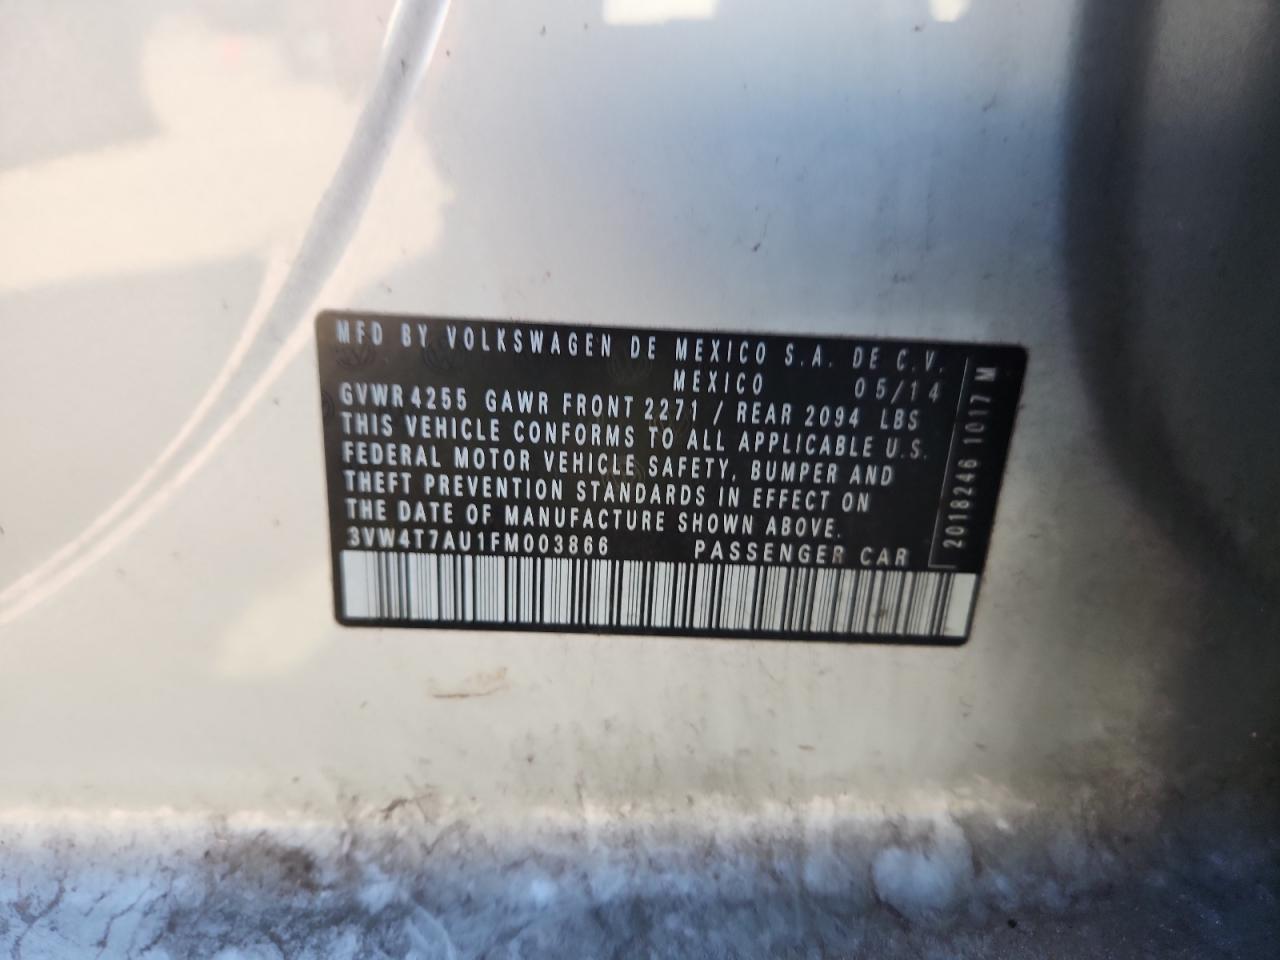 MFD BY VOLKSWAGEN DE MEXICO S.A. DE C.V.
MEXICO 05/14
GVWR 4255 GAWR FRONT 2271 / REAR 2094 LBS
THIS VEHICLE CONFORMS TO ALL APPLICABLE U.S.
FEDERAL MOTOR VEHICLE SAFETY, BUMPER AND
THEFT PREVENTION STANDARDS IN EFFECT ON
THE DATE OF MANUFACTURE SHOWN ABOVE.
3VW4T7AU1FM003866 PASSENGER CAR
2018246 1017 M